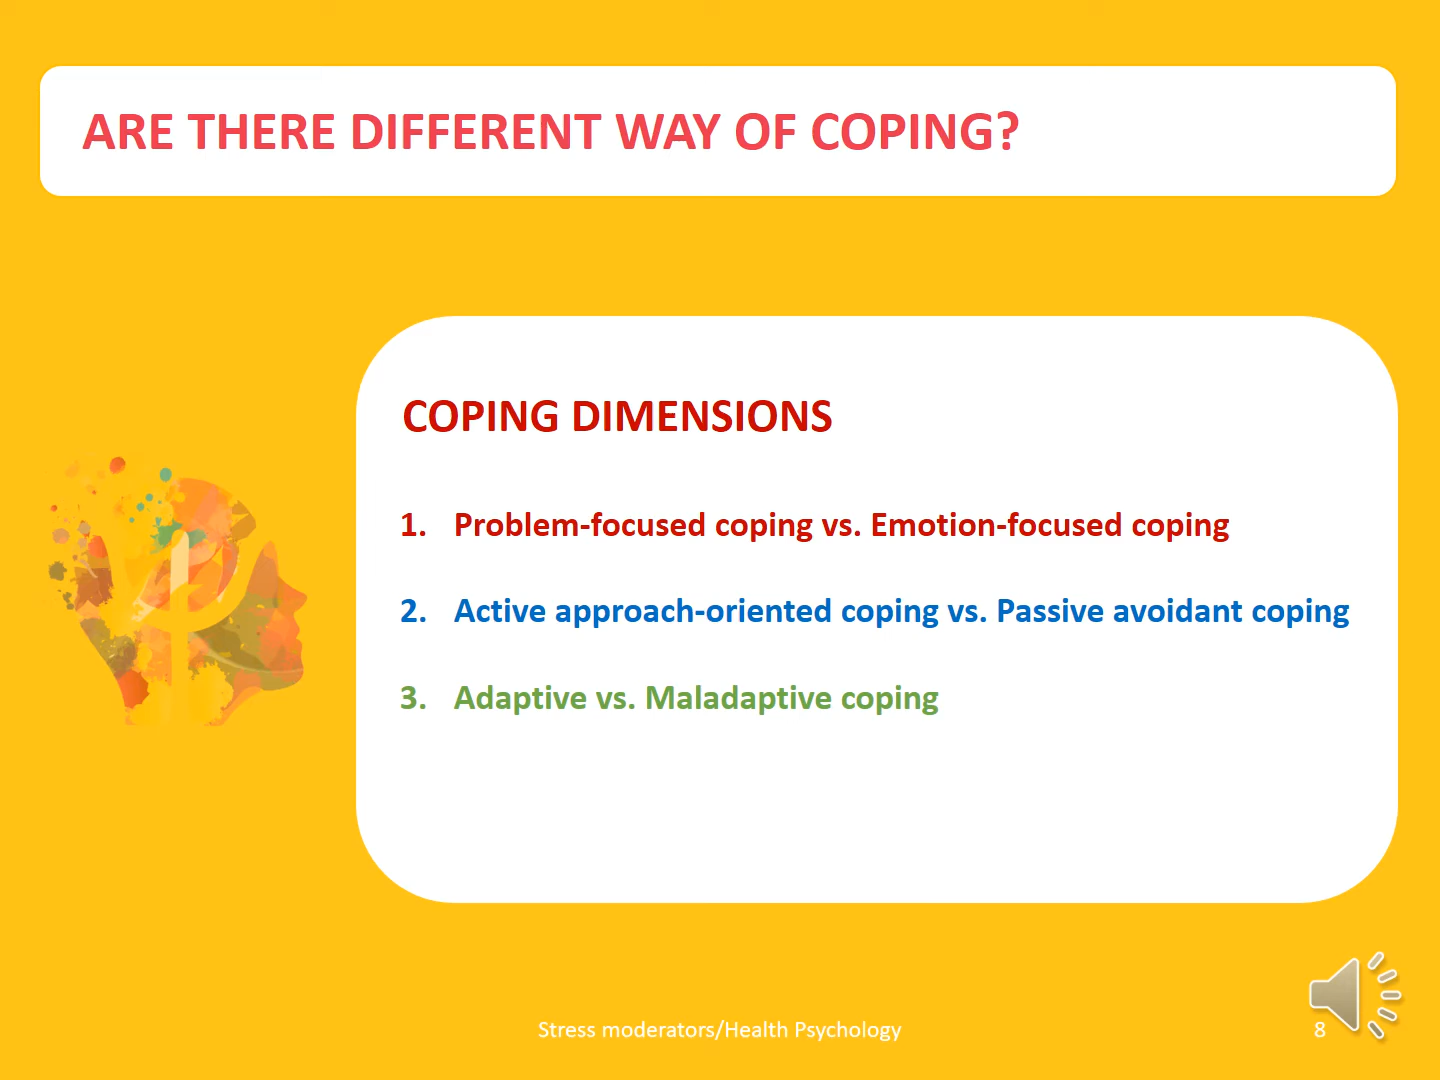 ARE THERE DIFFERENT WAY OF COPING?
COPING DIMENSIONS
1. Problem-focused coping vs. Emotion-focused coping
2. Active approach-oriented coping vs. Passive avoidant coping
3. Adaptive vs. Maladaptive coping
Stress moderators/Health Psychology
8